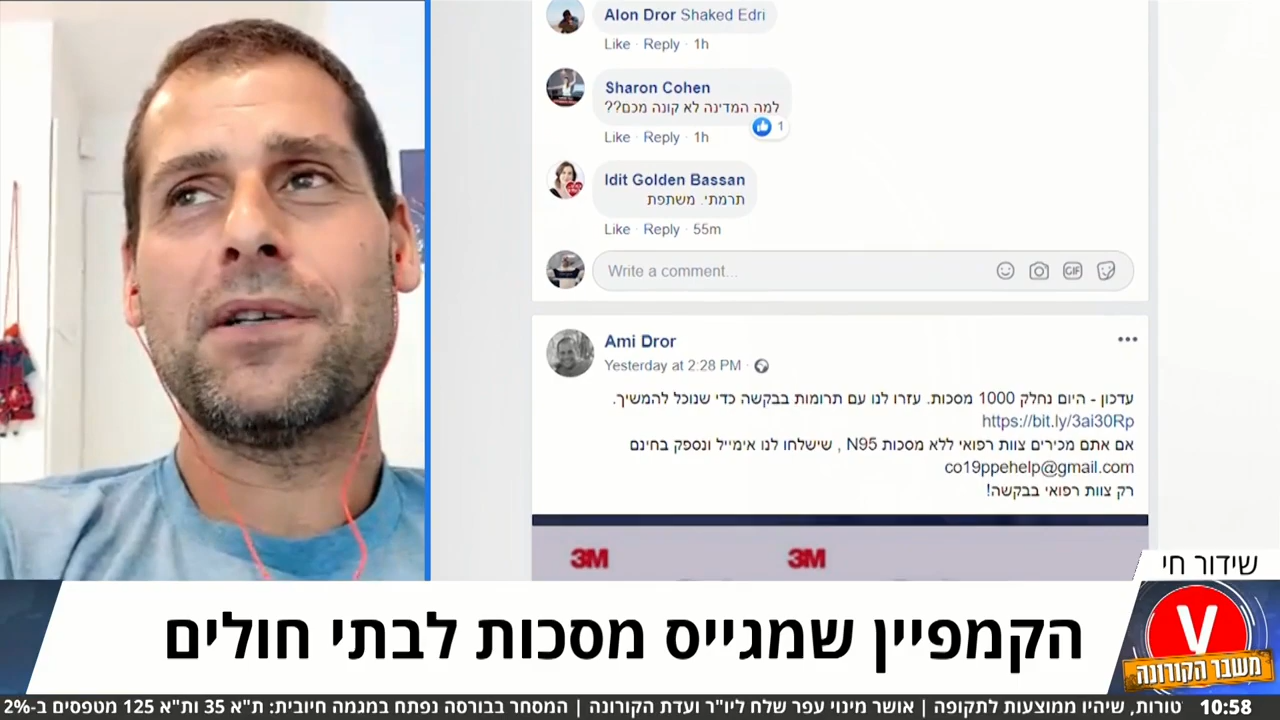 Alon Dror Shaked Edri
Like · Reply · 1h
Sharon Cohen
למה המדינה לא קונה מכם??
1
Like · Reply · 1h
Idit Golden Bassan
תרמתי. משתפת
Like · Reply · 55m
Write a comment...
GIF
Ami Dror
Yesterday at 2:28 PM
עדכון - היום נחלק 1000 מסכות. עזרו לנו עם תרומות בבקשה כדי שנוכל להמשיך.
https://bit.ly/3ai30Rp
אם אתם מכירים צוות רפואי ללא מסכות N95 , שישלחו לנו אימייל ונספק בחינם
co19ppehelp@gmail.com
רק צוות רפואי בבקשה!
3M 3M
שידור חי
הקמפיין שמגייס מסכות לבתי חולים
V
משבר הקורונה
10:58 טורות, שיהיו ממוצעות לתקופה | אושר מינוי עפר שלח ליו"ר ועדת הקורונה | המסחר בבורסה נפתח במגמה חיובית: ת"א 35 ות"א 125 מטפסים ב-2%